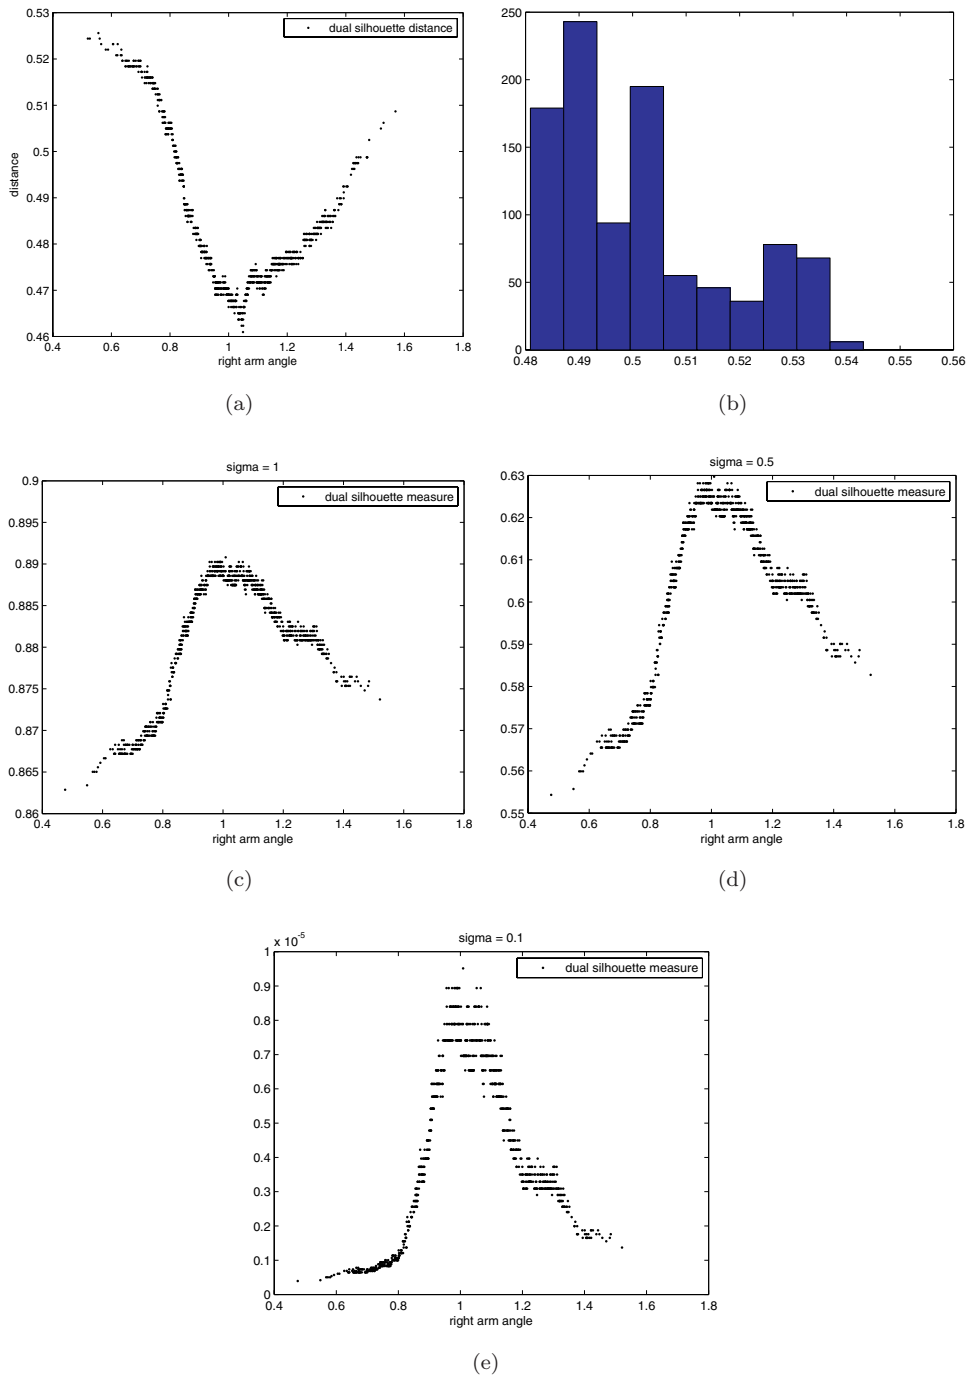 0.53
0.52
0.51
0.5
0.49
0.48
0.47
0.46
distance
dual silhouette distance
0.4 0.6 0.8 1 1.2 1.4 1.6 1.8
right arm angle
(a)
250
200
150
100
50
0
0.48 0.49 0.5 0.51 0.52 0.53 0.54 0.55 0.56
(b)
sigma = 1
0.9
0.895
0.89
0.885
0.88
0.875
0.87
0.865
0.86
dual silhouette measure
0.4 0.6 0.8 1 1.2 1.4 1.6 1.8
right arm angle
(c)
sigma = 0.5
0.63
0.62
0.61
0.6
0.59
0.58
0.57
0.56
0.55
dual silhouette measure
0.4 0.6 0.8 1 1.2 1.4 1.6 1.8
right arm angle
(d)
x 10-5
sigma = 0.1
1
0.9
0.8
0.7
0.6
0.5
0.4
0.3
0.2
0.1
0
dual silhouette measure
0.4 0.6 0.8 1 1.2 1.4 1.6 1.8
right arm angle
(e)